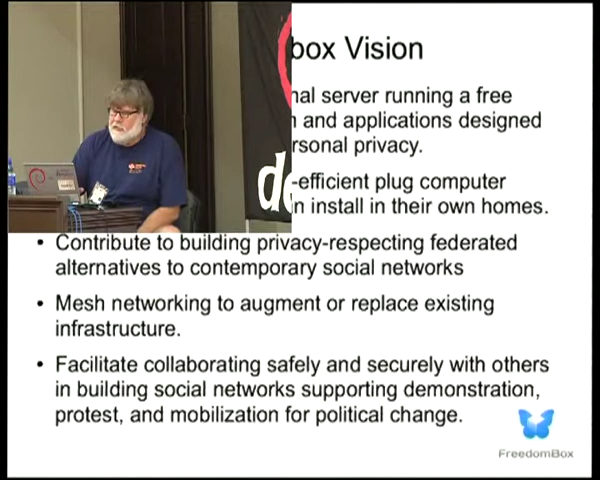 box Vision
nal server running a free
and applications designed
rsonal privacy.
-efficient plug computer
n install in their own homes.
de
• Contribute to building privacy-respecting federated
alternatives to contemporary social networks
• Mesh networking to augment or replace existing
infrastructure.
• Facilitate collaborating safely and securely with others
in building social networks supporting demonstration,
protest, and mobilization for political change.
FreedomBox